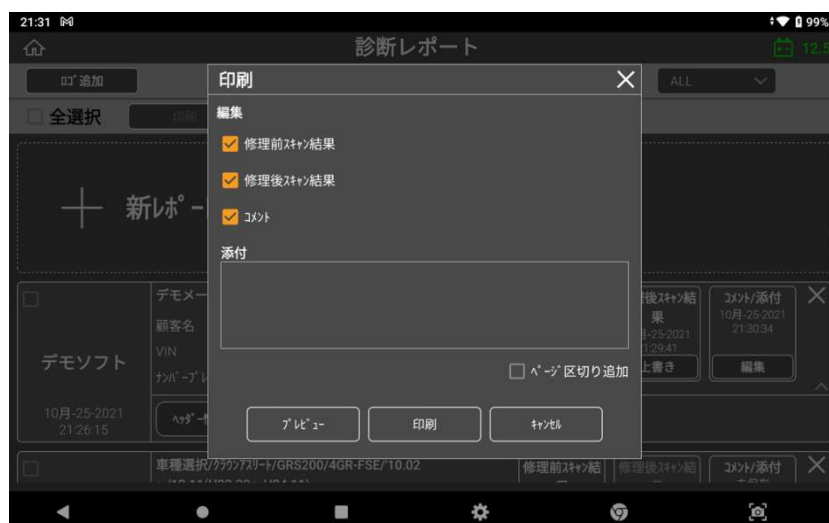 21:31
99%
診断レポート
12.5
ﾛｺﾞ追加
印刷
ALL
全選択
印刷
編集
修理前ｽｷｬﾝ結果
修理後ｽｷｬﾝ結果
ｺﾒﾝﾄ
添付
新ﾚﾎﾟｰ
デモメー
顧客名
VIN
ﾅﾝﾊﾞｰﾌﾟﾚ
デモソフト
10月-25-2021
21:26:15
ﾍｯﾀﾞｰ
後ｽｷｬﾝ結
果
-25-2021
21:29:41
上書き
ｺﾒﾝﾄ/添付
10月-25-2021
21:30:34
編集
ﾍﾟｰｼﾞ区切り追加
ﾌﾟﾚﾋﾞｭｰ
印刷
ｷｬﾝｾﾙ
車種選択/ｸﾗｳﾝｱｽﾘｰﾄ/GRS200/4GR-FSE/'10.02
修理前ｽｷｬﾝ結
修理後ｽｷｬﾝ結
ｺﾒﾝﾄ/添付